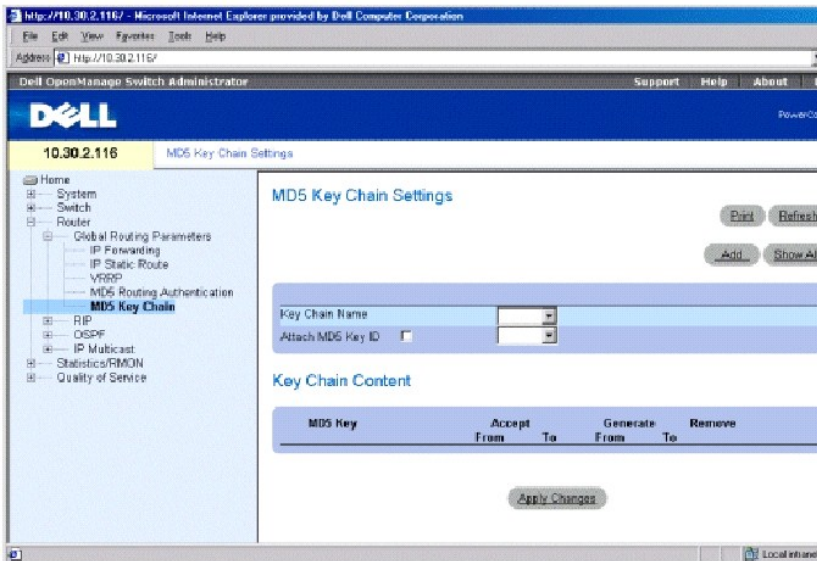 http://10.30.2.116/ - Microsoft Internet Explorer provided by Dell Computer Corporation
File Edit View Favorites Tools Help
Address http://10.30.2.116/
Dell OpenManage Switch Administrator Support Help About
DELL
PowerCo
10.30.2.116 MD5 Key Chain Settings
Home
System
Switch
Router
Global Routing Parameters
IP Forwarding
IP Static Route
VRRP
MD5 Routing Authentication
MD5 Key Chain
RIP
OSPF
IP Multicast
Statistics/RMON
Quality of Service
MD5 Key Chain Settings
Print Refresh
Add Show Al
Key Chain Name
Attach MD5 Key ID
Key Chain Content
MD5 Key Accept Generate Remove
From To From To
Apply Changes
Local intranet